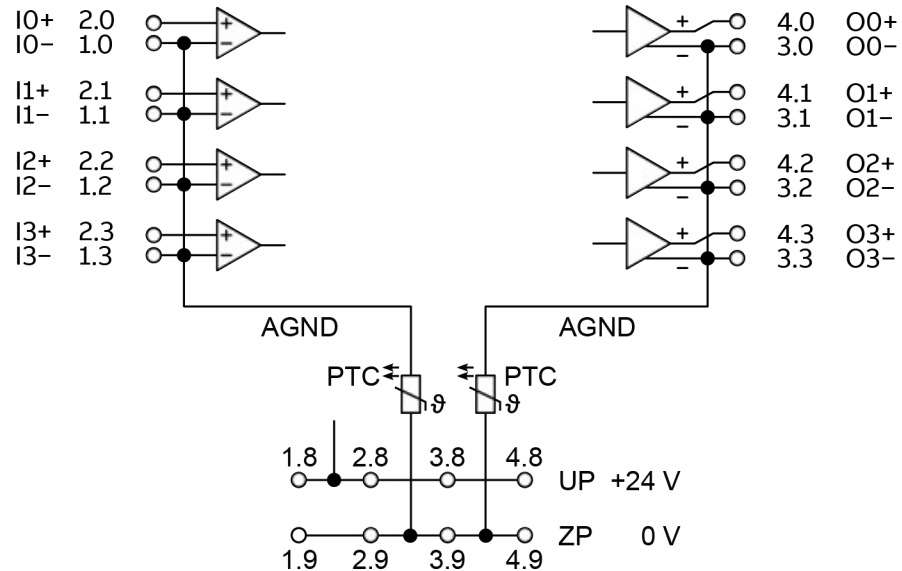 I0+ 2.0 + + 4.0 O0+
I0− 1.0 − − 3.0 O0−
I1+ 2.1 + + 4.1 O1+
I1− 1.1 − − 3.1 O1−
I2+ 2.2 + + 4.2 O2+
I2− 1.2 − − 3.2 O2−
I3+ 2.3 + + 4.3 O3+
I3− 1.3 − − 3.3 O3−
AGND AGND
PTC ϑ PTC ϑ
1.8 2.8 3.8 4.8 UP +24 V
ZP 0 V
1.9 2.9 3.9 4.9